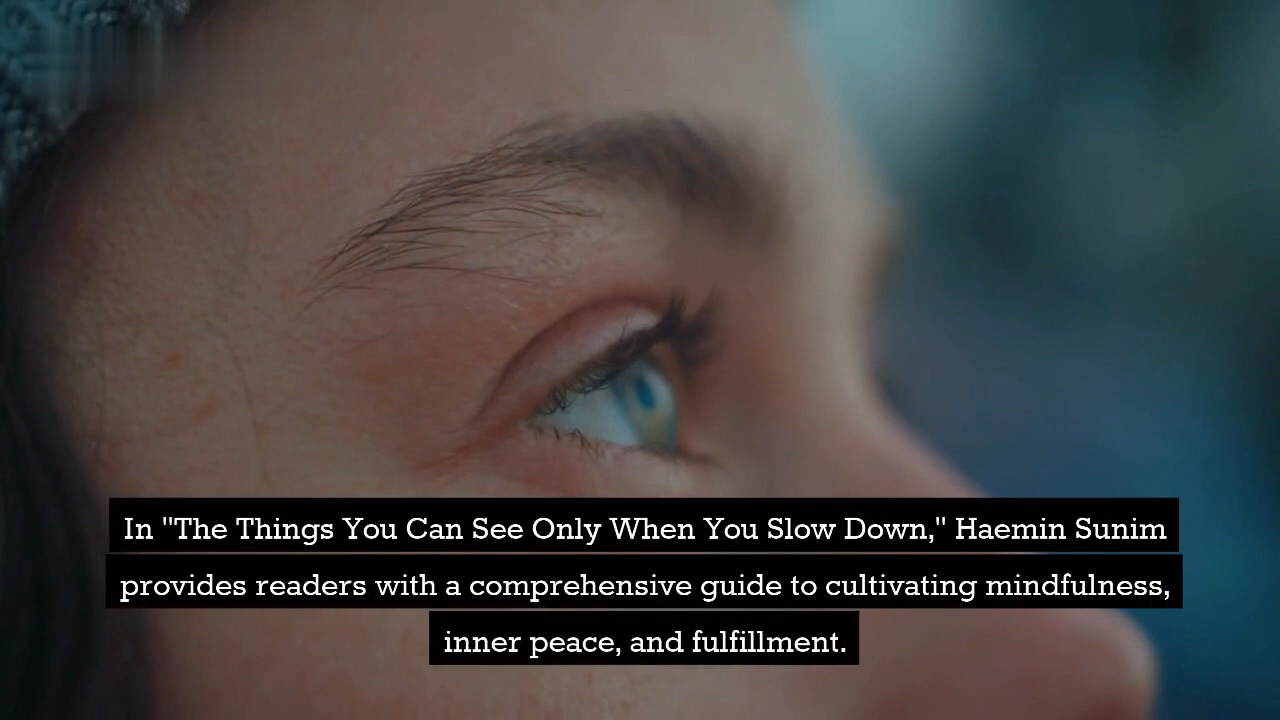 In "The Things You Can See Only When You Slow Down," Haemin Sunim
provides readers with a comprehensive guide to cultivating mindfulness,
inner peace, and fulfillment.